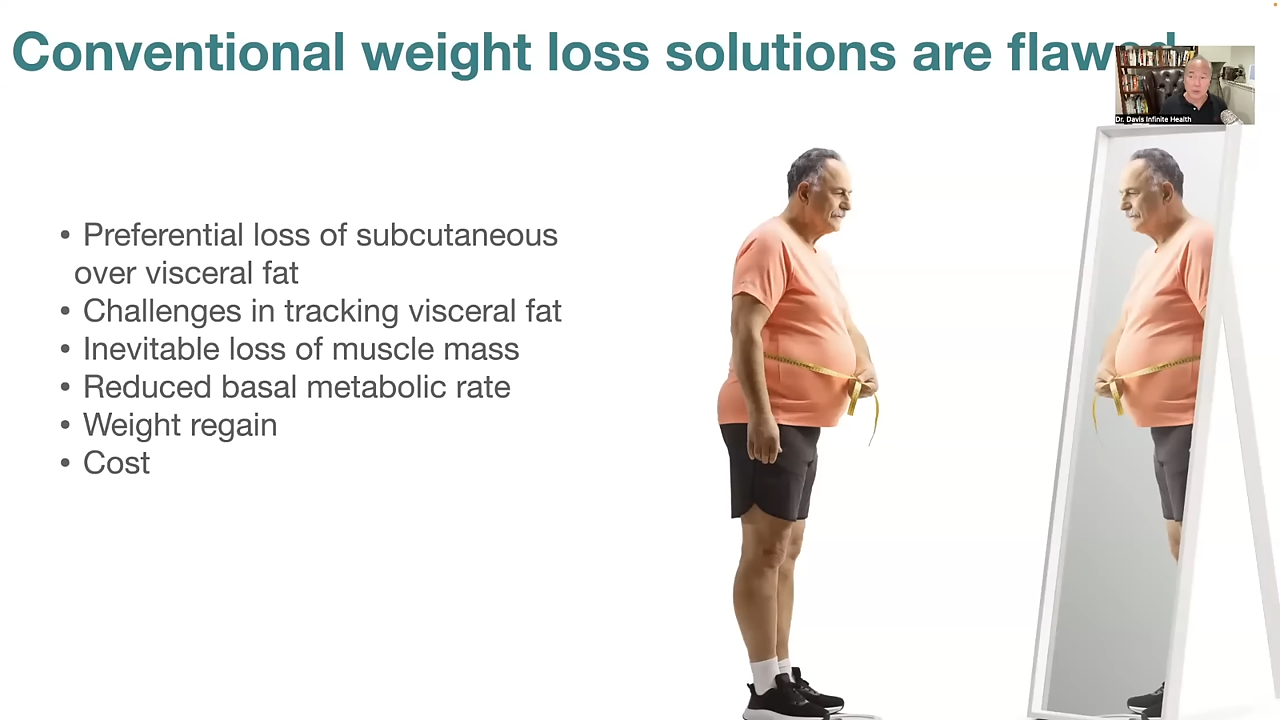 Conventional weight loss solutions are flawed
Dr. Davis Infinite Health
• Preferential loss of subcutaneous
over visceral fat
• Challenges in tracking visceral fat
• Inevitable loss of muscle mass
• Reduced basal metabolic rate
• Weight regain
• Cost